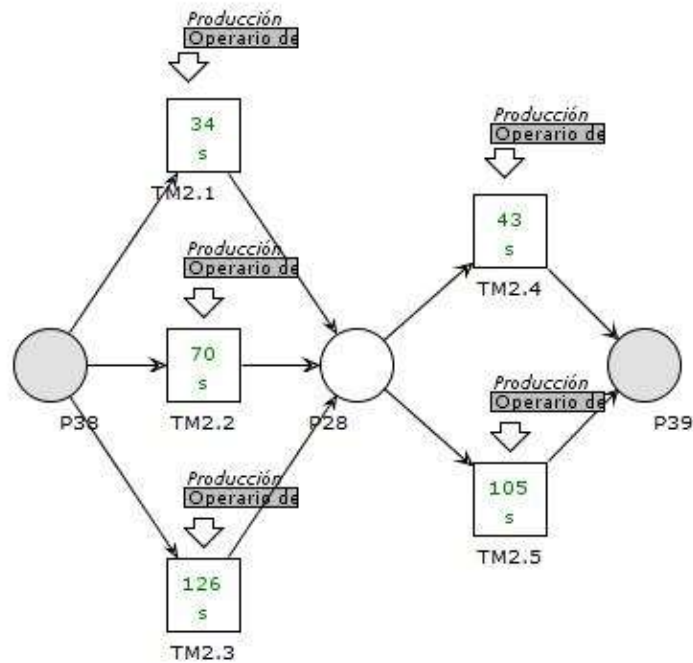 Producción
Operario de
34
s
TM2.1
Producción
Operario de
43
s
TM2.4
Producción
Operario de
70
s
TM2.2
P38
P28
P39
Producción
Operario de
105
s
TM2.5
Producción
Operario de
126
s
TM2.3